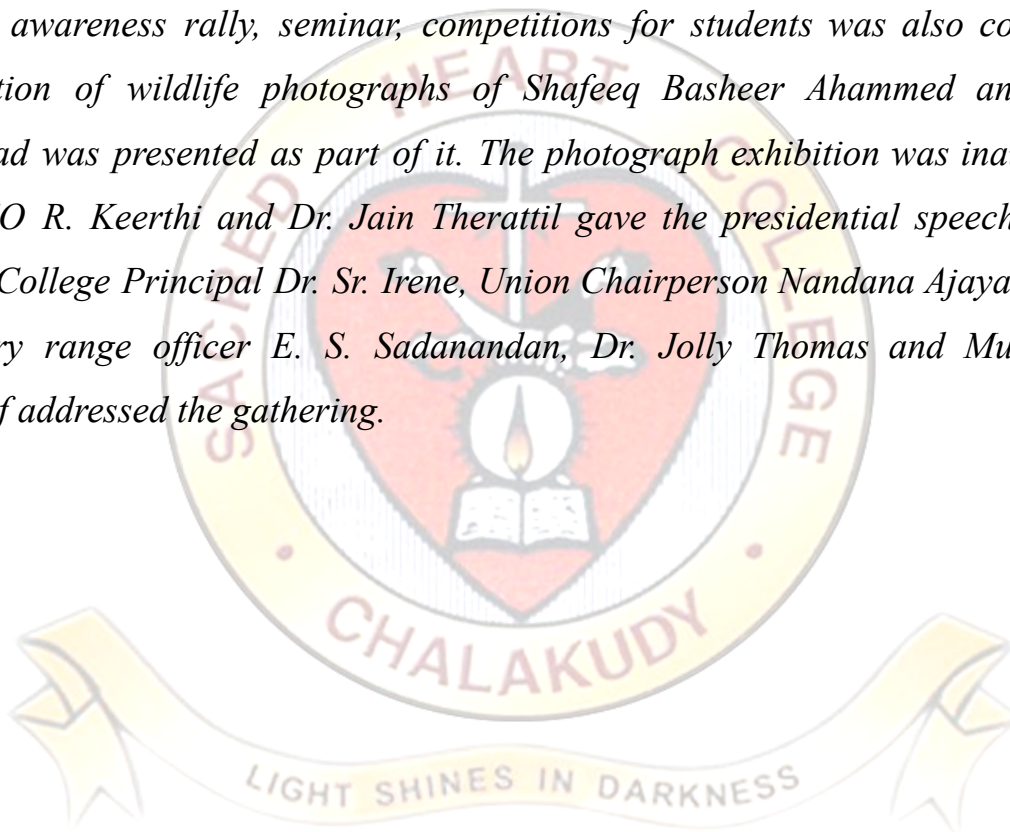 awareness rally, seminar, competitions for students was also co
tion of wildlife photographs of Shafeeq Basheer Ahammed an
ad was presented as part of it. The photograph exhibition was ina
O R. Keerthi and Dr. Jain Therattil gave the presidential speech
College Principal Dr. Sr. Irene, Union Chairperson Nandana Ajaya
ry range officer E. S. Sadanandan, Dr. Jolly Thomas and Mu
f addressed the gathering.
SACRED HEART COLLEGE
CHALAKUDY
LIGHT SHINES IN DARKNESS